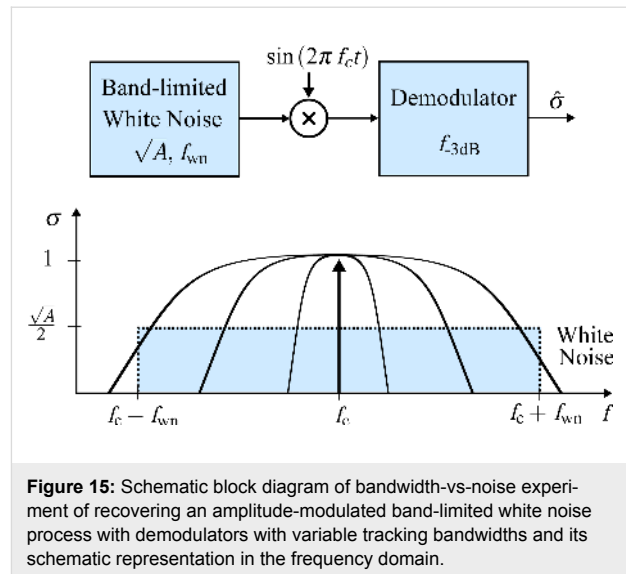 sin (2π f_c t)
Band-limited
White Noise
√A, f_wn
×
Demodulator
f_-3dB
σ̂
σ
1
√A/2
White
Noise
f_c − f_wn
f_c
f_c + f_wn
f
Figure 15: Schematic block diagram of bandwidth-vs-noise experi-
ment of recovering an amplitude-modulated band-limited white noise
process with demodulators with variable tracking bandwidths and its
schematic representation in the frequency domain.